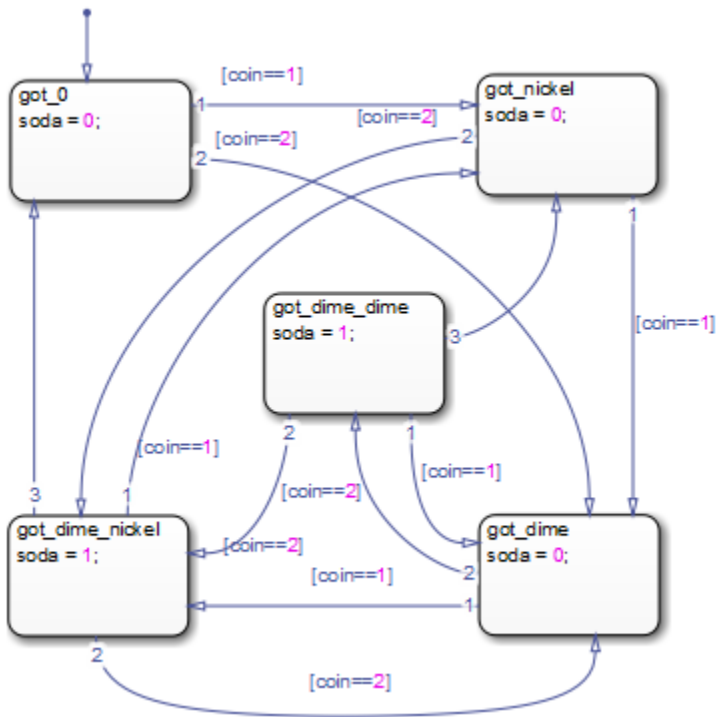 [coin==1]
got_0
soda = 0;
1
got_nickel
soda = 0;
[coin==2]
2
[coin==2]
2
1
got_dime_dime
soda = 1;
3
[coin==1]
2
1
[coin==1]
[coin==1]
[coin==2]
3
1
got_dime_nickel
soda = 1;
got_dime
soda = 0;
[coin==2]
2
[coin==1]
1
2
[coin==2]